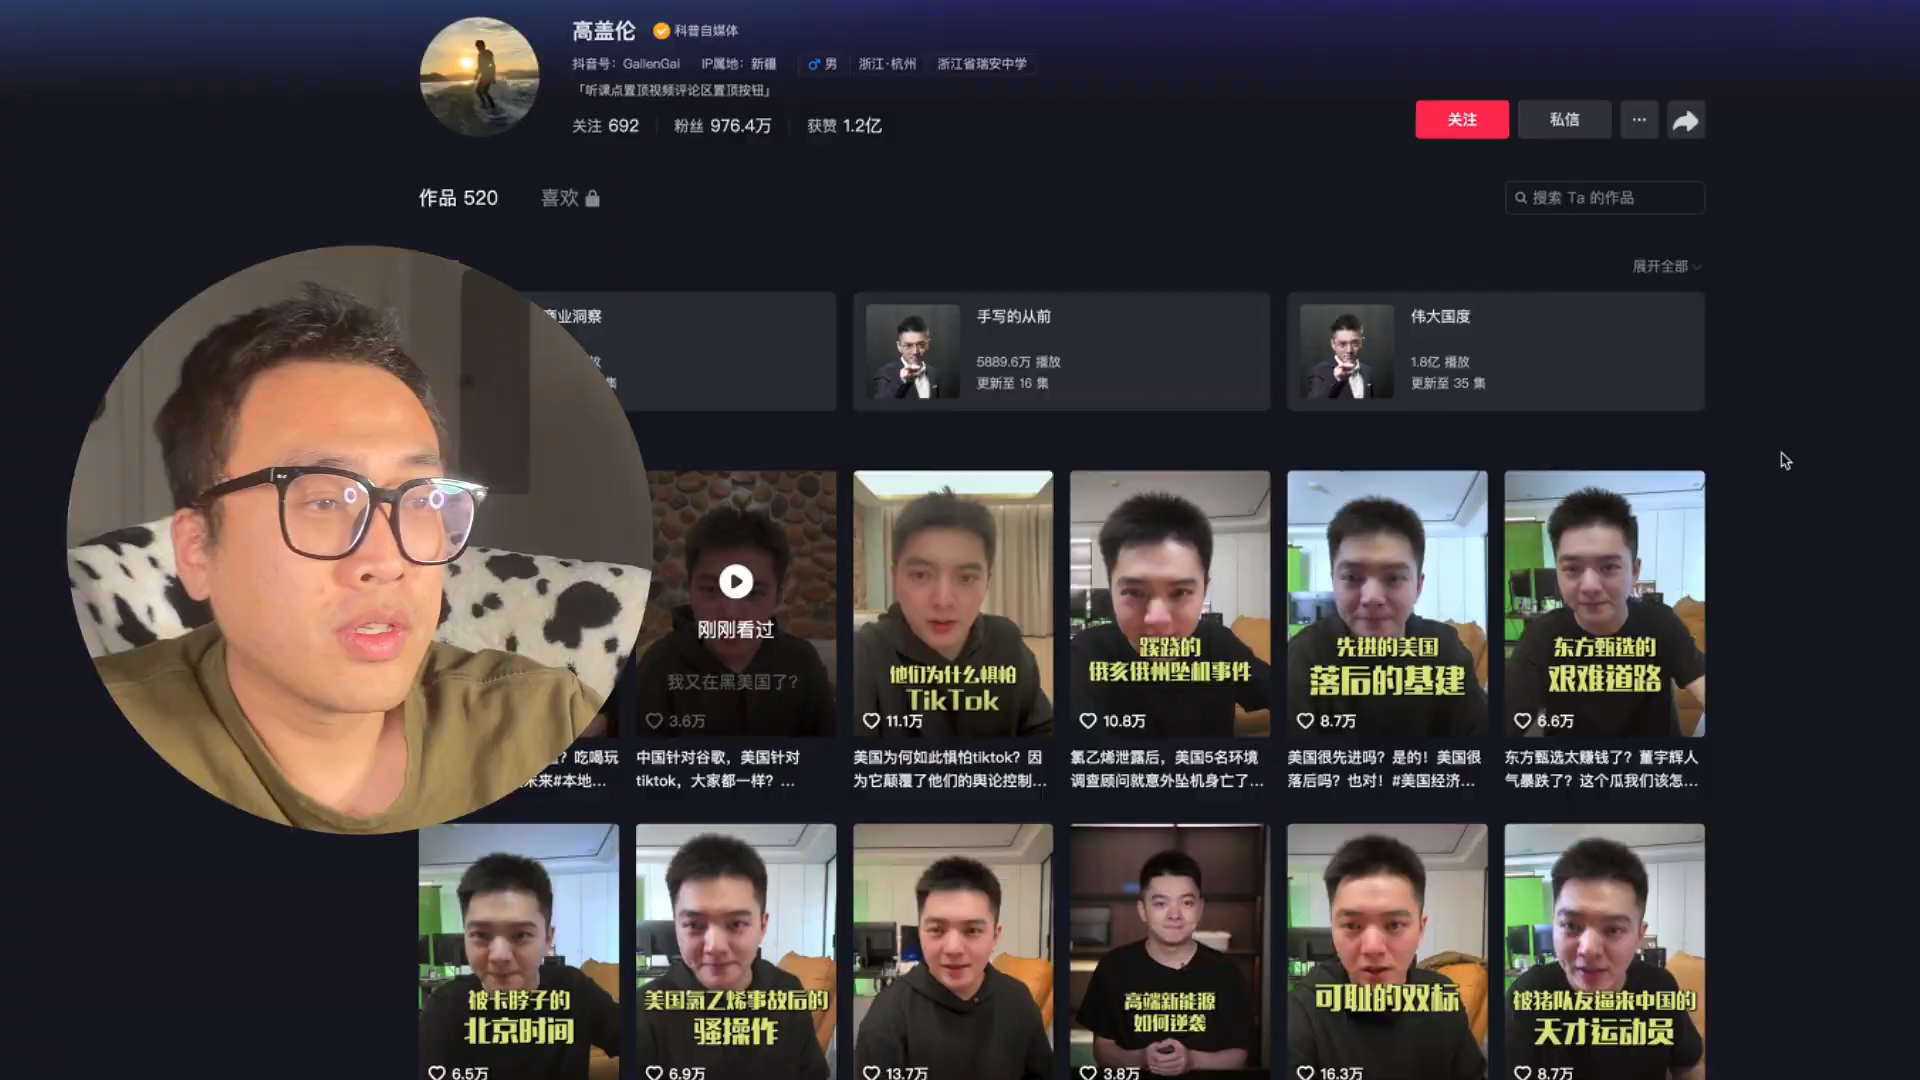 高盖伦 科普自媒体
抖音号：GallenGai IP属地：新疆 男 浙江·杭州 浙江省瑞安中学
「听课点置顶视频评论区置顶按钮」
关注 692 粉丝 976.4万 获赞 1.2亿
关注 私信 ...
作品 520 喜欢
搜索 Ta 的作品
展开全部
商业洞察
手写的从前
5889.6万 播放
更新至 16 集
伟大国度
1.8亿 播放
更新至 35 集
刚刚看过
我又在黑美国了？
3.6万
中国针对谷歌，美国针对
tiktok，大家都一样？...
他们为什么惧怕
TikTok
11.1万
美国为何如此惧怕tiktok？因
为它颠覆了他们的舆论控制...
蹊跷的
俄亥俄州坠机事件
10.8万
氯乙烯泄露后，美国5名环境
调查顾问就意外坠机身亡了...
先进的美国
落后的基建
8.7万
美国很先进吗？是的！美国很
落后吗？也对！#美国经济...
东方甄选的
艰难道路
6.6万
东方甄选太赚钱了？董宇辉人
气暴跌了？这个瓜我们该怎...
？吃喝玩
未来#本地...
被卡脖子的
北京时间
6.5万
美国氯乙烯事故后的
骚操作
6.9万
13.7万
高端新能源
如何逆袭
3.8万
可耻的双标
16.3万
被猪队友逼来中国的
天才运动员
8.7万